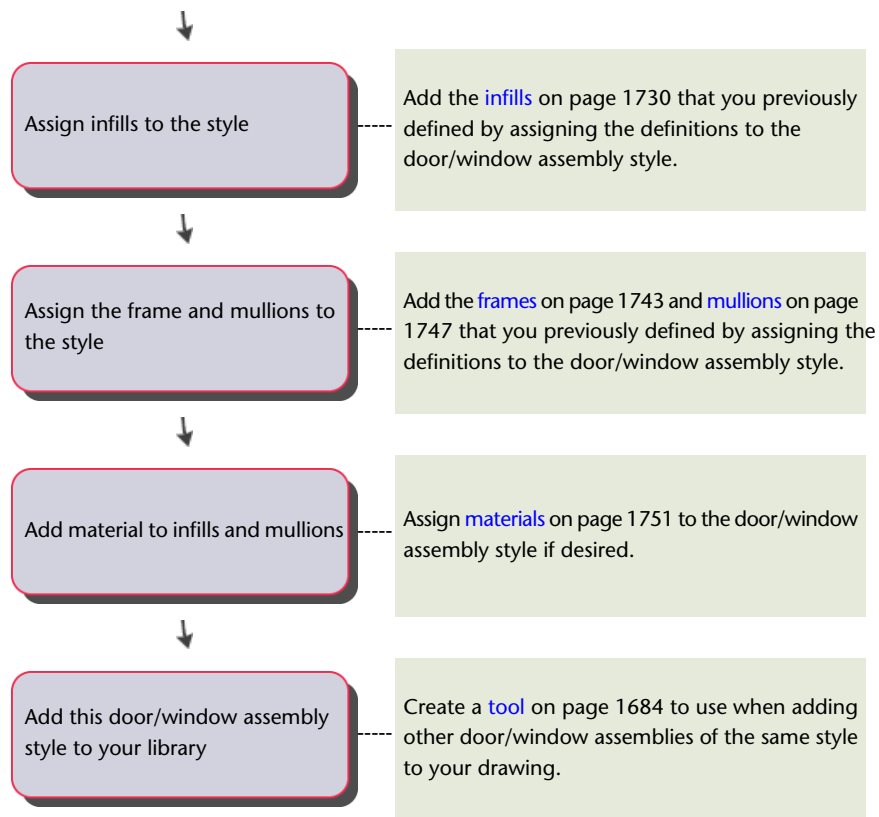 Assign infills to the style
Add the infills on page 1730 that you previously
defined by assigning the definitions to the
door/window assembly style.
Assign the frame and mullions to
the style
Add the frames on page 1743 and mullions on page
1747 that you previously defined by assigning the
definitions to the door/window assembly style.
Add material to infills and mullions
Assign materials on page 1751 to the door/window
assembly style if desired.
Add this door/window assembly
style to your library
Create a tool on page 1684 to use when adding
other door/window assemblies of the same style
to your drawing.